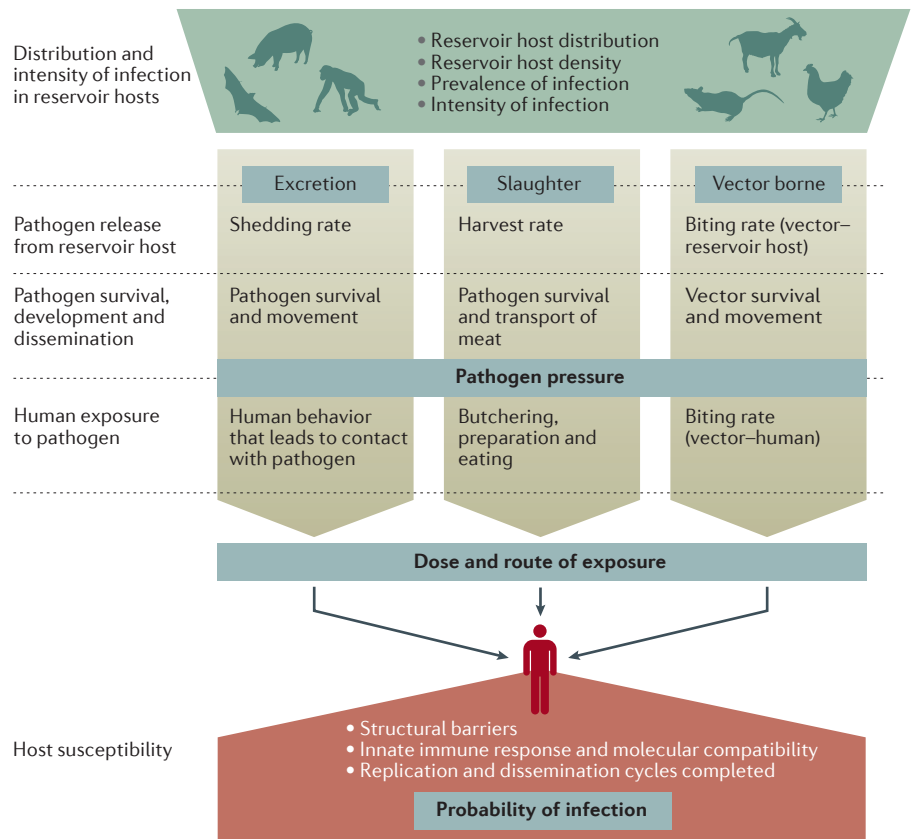 Distribution and
intensity of infection
in reservoir hosts
• Reservoir host distribution
• Reservoir host density
• Prevalence of infection
• Intensity of infection
Excretion
Slaughter
Vector borne
Pathogen release
from reservoir host
Shedding rate
Harvest rate
Biting rate (vector–
reservoir host)
Pathogen survival,
development and
dissemination
Pathogen survival
and movement
Pathogen survival
and transport of
meat
Vector survival
and movement
Pathogen pressure
Human exposure
to pathogen
Human behavior
that leads to contact
with pathogen
Butchering,
preparation and
eating
Biting rate
(vector–human)
Dose and route of exposure
Host susceptibility
• Structural barriers
• Innate immune response and molecular compatibility
• Replication and dissemination cycles completed
Probability of infection